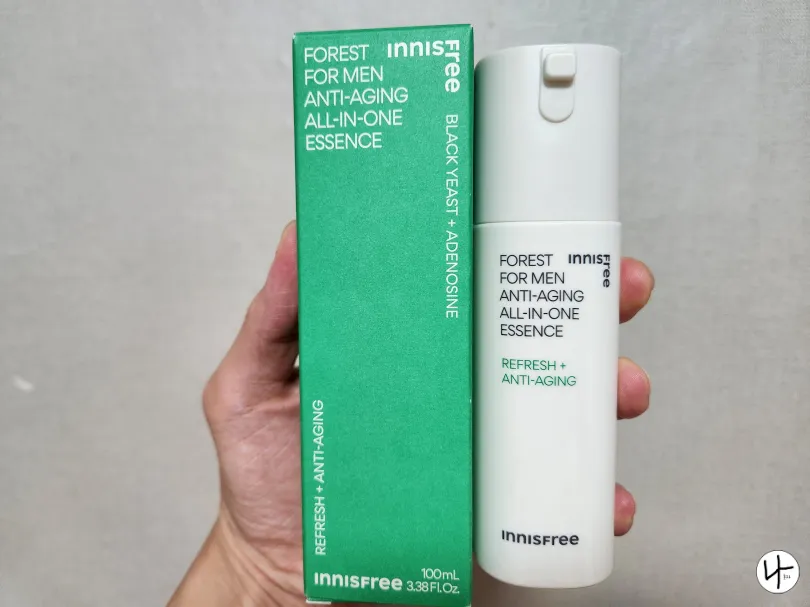 FOREST
FOR MEN
ANTI-AGING
ALL-IN-ONE
ESSENCE
innisfree
BLACK YEAST + ADENOSINE
REFRESH + ANTI-AGING
innisfree
100mL
3.38 Fl.Oz.
FOREST
FOR MEN
ANTI-AGING
ALL-IN-ONE
ESSENCE
innisfree
REFRESH +
ANTI-AGING
innisfree